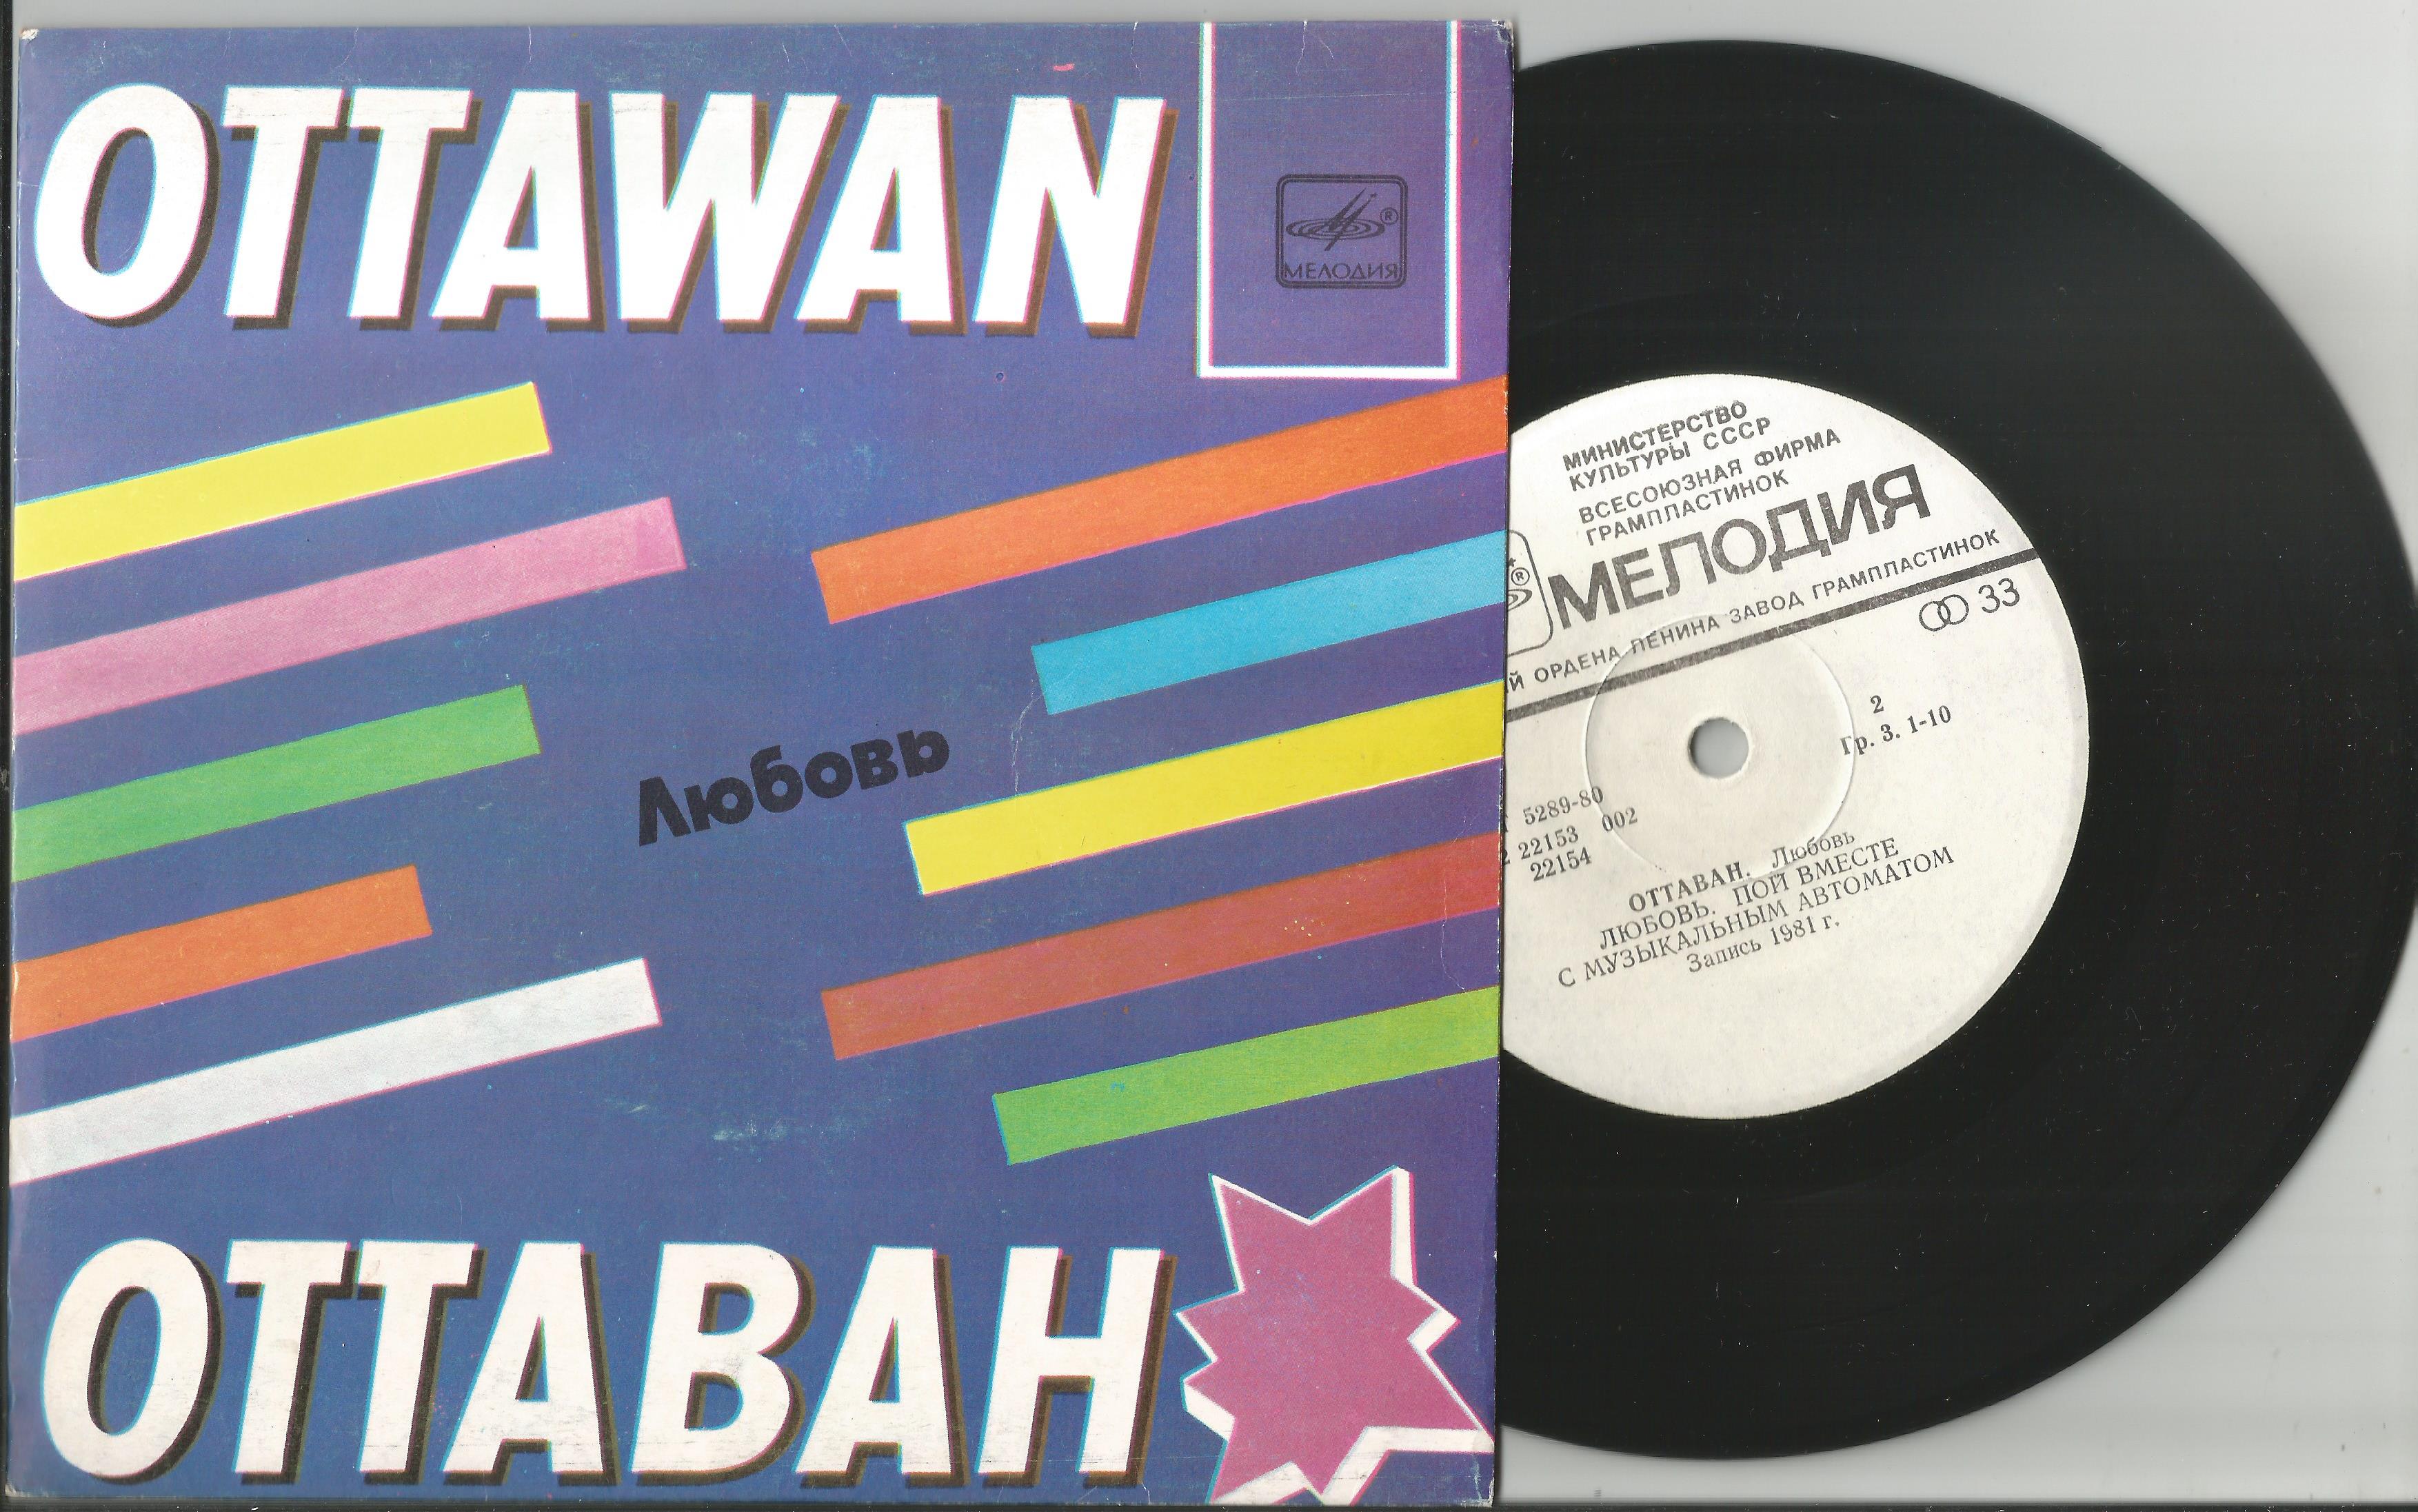 OTTAWAN
®
МЕЛОДИЯ
Любовь
ОТТАВАН
МИНИСТЕРСТВО
КУЛЬТУРЫ СССР
ВСЕСОЮЗНАЯ ФИРМА
ГРАМПЛАСТИНОК
®
МЕЛОДИЯ
ОРДЕНА ЛЕНИНА ЗАВОД ГРАМПЛАСТИНОК
33
2
Гр. 3. 1-10
5289-80
22153 002
22154
ОТТАВАН. Любовь
ЛЮБОВЬ. ПОЙ ВМЕСТЕ
С МУЗЫКАЛЬНЫМ АВТОМАТОМ
Запись 1981 г.